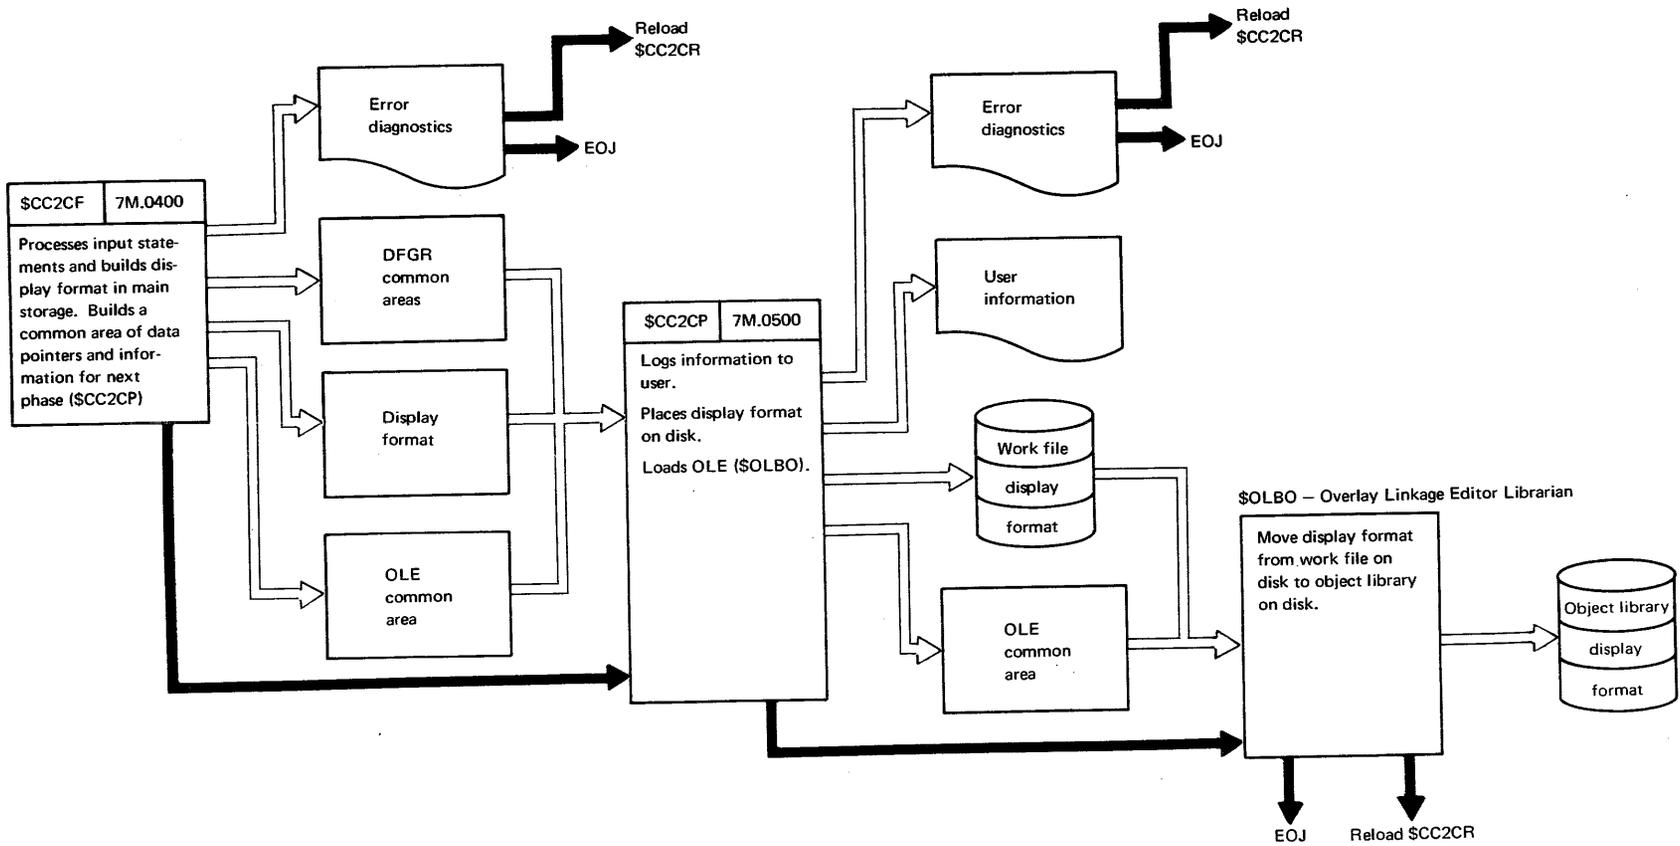 Reload
$CC2CR
Error
diagnostics
EOJ
$CC2CF 7M.0400
Processes input state-
ments and builds dis-
play format in main
storage. Builds a
common area of data
pointers and infor-
mation for next
phase ($CC2CP)
DFGR
common
areas
Display
format
OLE
common
area
$CC2CP 7M.0500
Logs information to
user.
Places display format
on disk.
Loads OLE ($OLBO).
Reload
$CC2CR
Error
diagnostics
EOJ
User
information
Work file
display
format
OLE
common
area
$OLBO — Overlay Linkage Editor Librarian
Move display format
from work file on
disk to object library
on disk.
Object library
display
format
EOJ
Reload $CC2CR